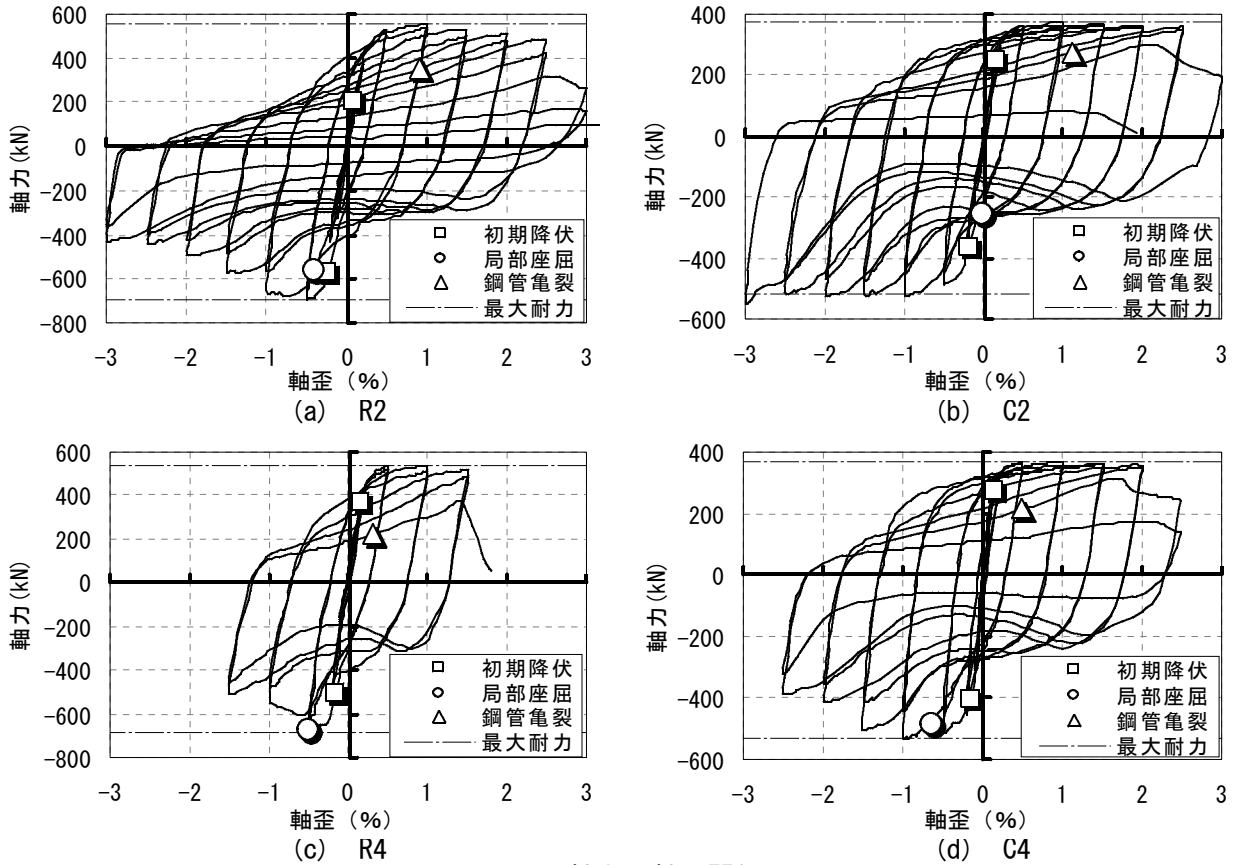 600
400
200
0
−200
−400
−600
−800
軸力(kN)
初期降伏
局部座屈
鋼管亀裂
最大耐力
−3 −2 −1 0 1 2 3
軸歪(%)
(a) R2
400
200
0
−200
−400
−600
軸力(kN)
初期降伏
局部座屈
鋼管亀裂
最大耐力
−3 −2 −1 0 1 2 3
軸歪(%)
(b) C2
600
400
200
0
−200
−400
−600
−800
軸力(kN)
初期降伏
局部座屈
鋼管亀裂
最大耐力
−3 −2 −1 0 1 2 3
軸歪(%)
(c) R4
400
200
0
−200
−400
−600
軸力(kN)
初期降伏
局部座屈
鋼管亀裂
最大耐力
−3 −2 −1 0 1 2 3
軸歪(%)
(d) C4